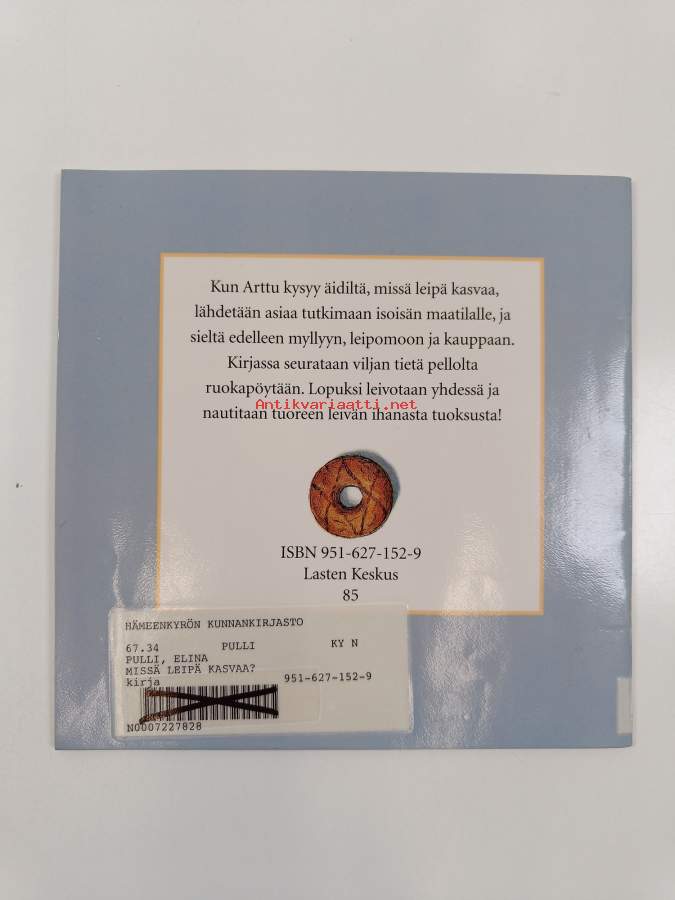 Kun Arttu kysyy äidiltä, missä leipä kasvaa,
lähdetään asiaa tutkimaan isoisän maatilalle, ja
sieltä edelleen myllyyn, leipomoon ja kauppaan.
Kirjassa seurataan viljan tietä pellolta
ruokapöytään. Lopuksi leivotaan yhdessä ja
Antikvariaatti.net
nautitaan tuoreen leivän ihanasta tuoksusta!
ISBN 951-627-152-9
Lasten Keskus
85
HÄMEENKYRÖN KUNNANKIRJASTO
67.34 PULLI KY N
PULLI, ELINA
MISSÄ LEIPÄ KASVAA?
kirja 951-627-152-9
N0007227828